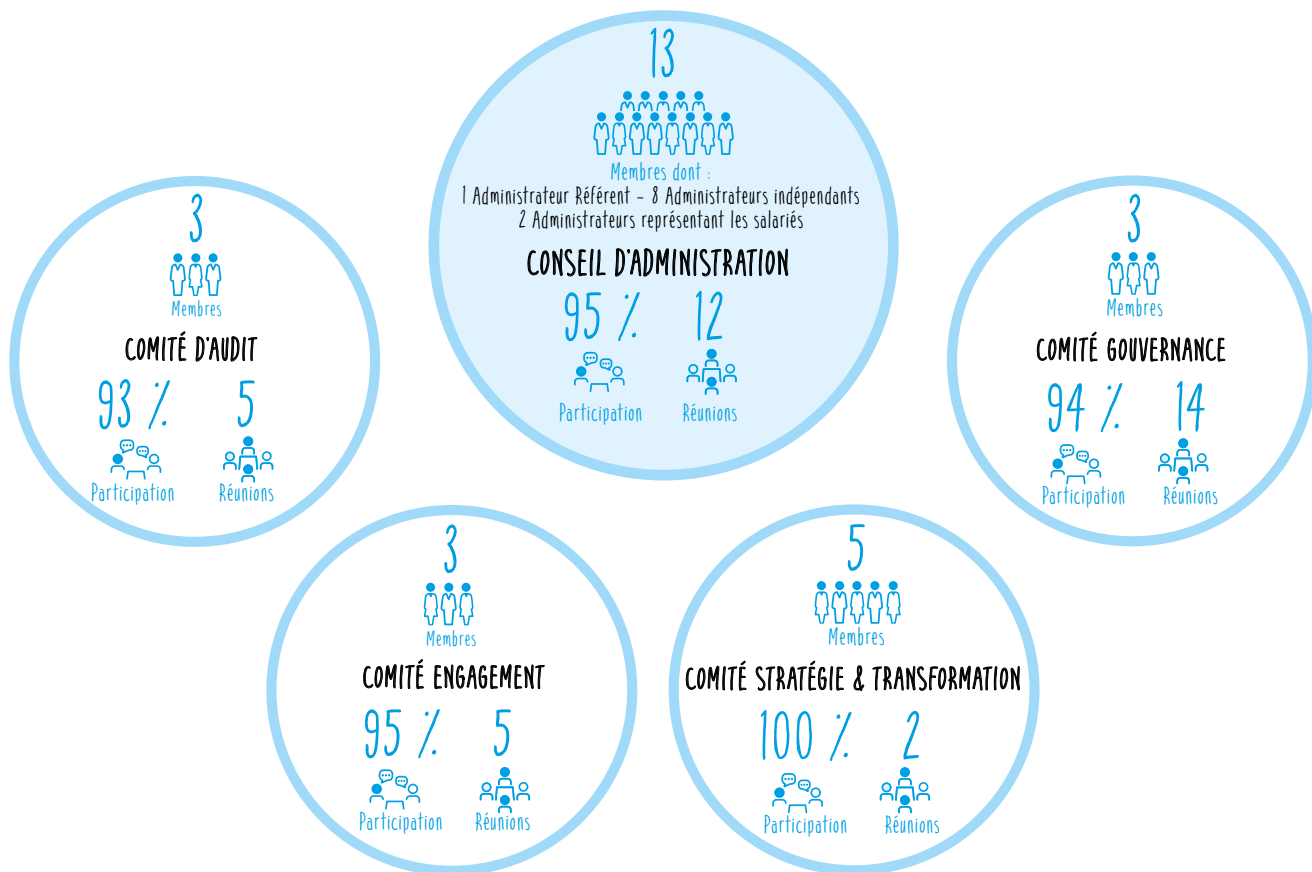 13
Membres dont :
1 Administrateur Référent - 8 Administrateurs indépendants
2 Administrateurs représentant les salariés
CONSEIL D'ADMINISTRATION
95 % 12
Participation Réunions
3
Membres
COMITÉ D'AUDIT
93 % 5
Participation Réunions
3
Membres
COMITÉ GOUVERNANCE
94 % 14
Participation Réunions
3
Membres
COMITÉ ENGAGEMENT
95 % 5
Participation Réunions
5
Membres
COMITÉ STRATÉGIE & TRANSFORMATION
100 % 2
Participation Réunions